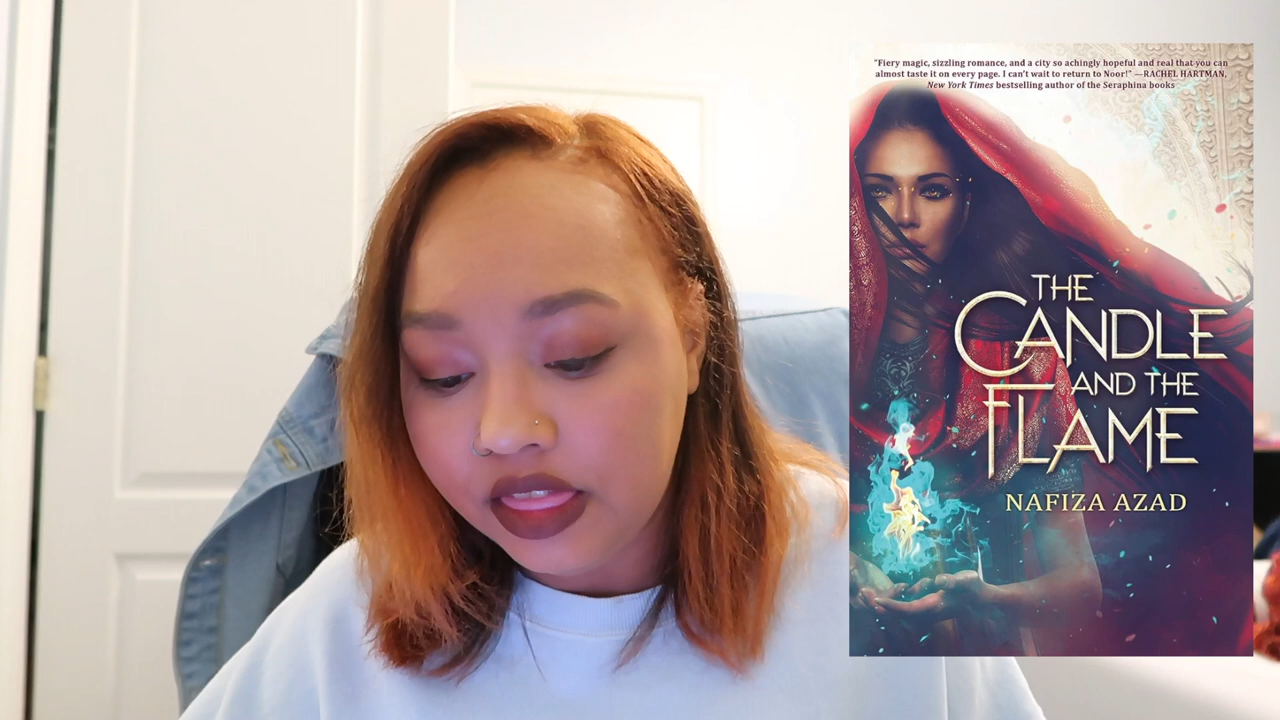 "Fiery magic, sizzling romance, and a city so achingly hopeful and real that you can
almost taste it on every page. I can't wait to return to Noor!" —RACHEL HARTMAN,
New York Times bestselling author of the Seraphina books
THE
CANDLE
AND THE
FLAME
NAFIZA AZAD